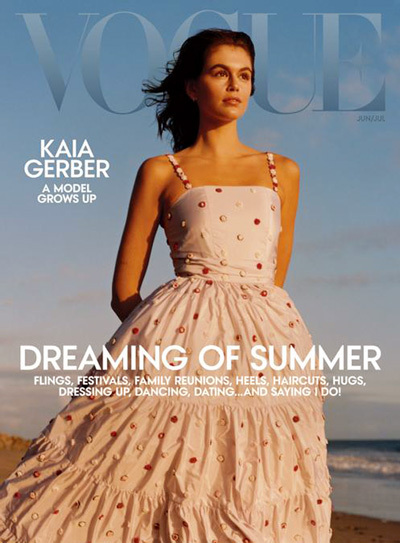 VOGUE
JUN/JUL
KAIA
GERBER
A MODEL
GROWS UP
DREAMING OF SUMMER
FLINGS, FESTIVALS, FAMILY REUNIONS, HEELS, HAIRCUTS, HUGS,
DRESSING UP, DANCING, DATING...AND SAYING I DO!